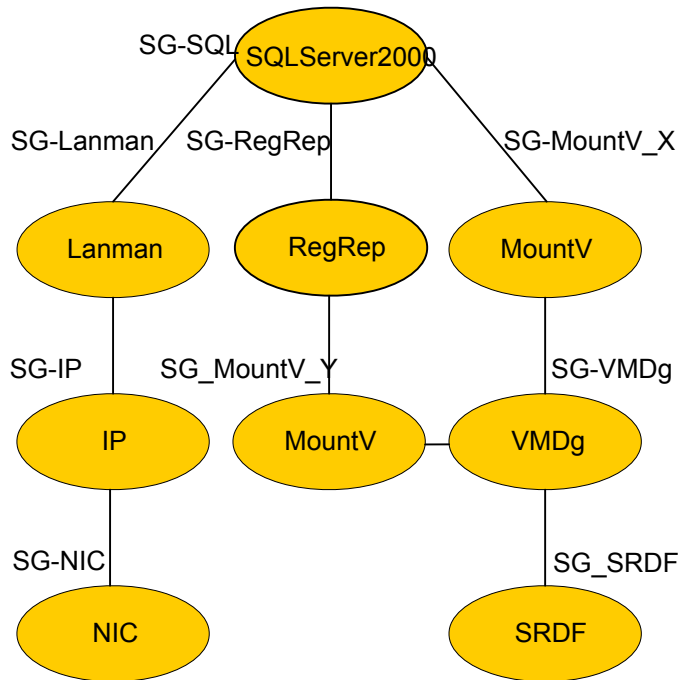 SG-SQL
SQLServer2000
SG-Lanman
SG-RegRep
SG-MountV_X
Lanman
RegRep
MountV
SG-IP
SG_MountV_Y
SG-VMDg
IP
MountV
VMDg
SG-NIC
SG_SRDF
NIC
SRDF